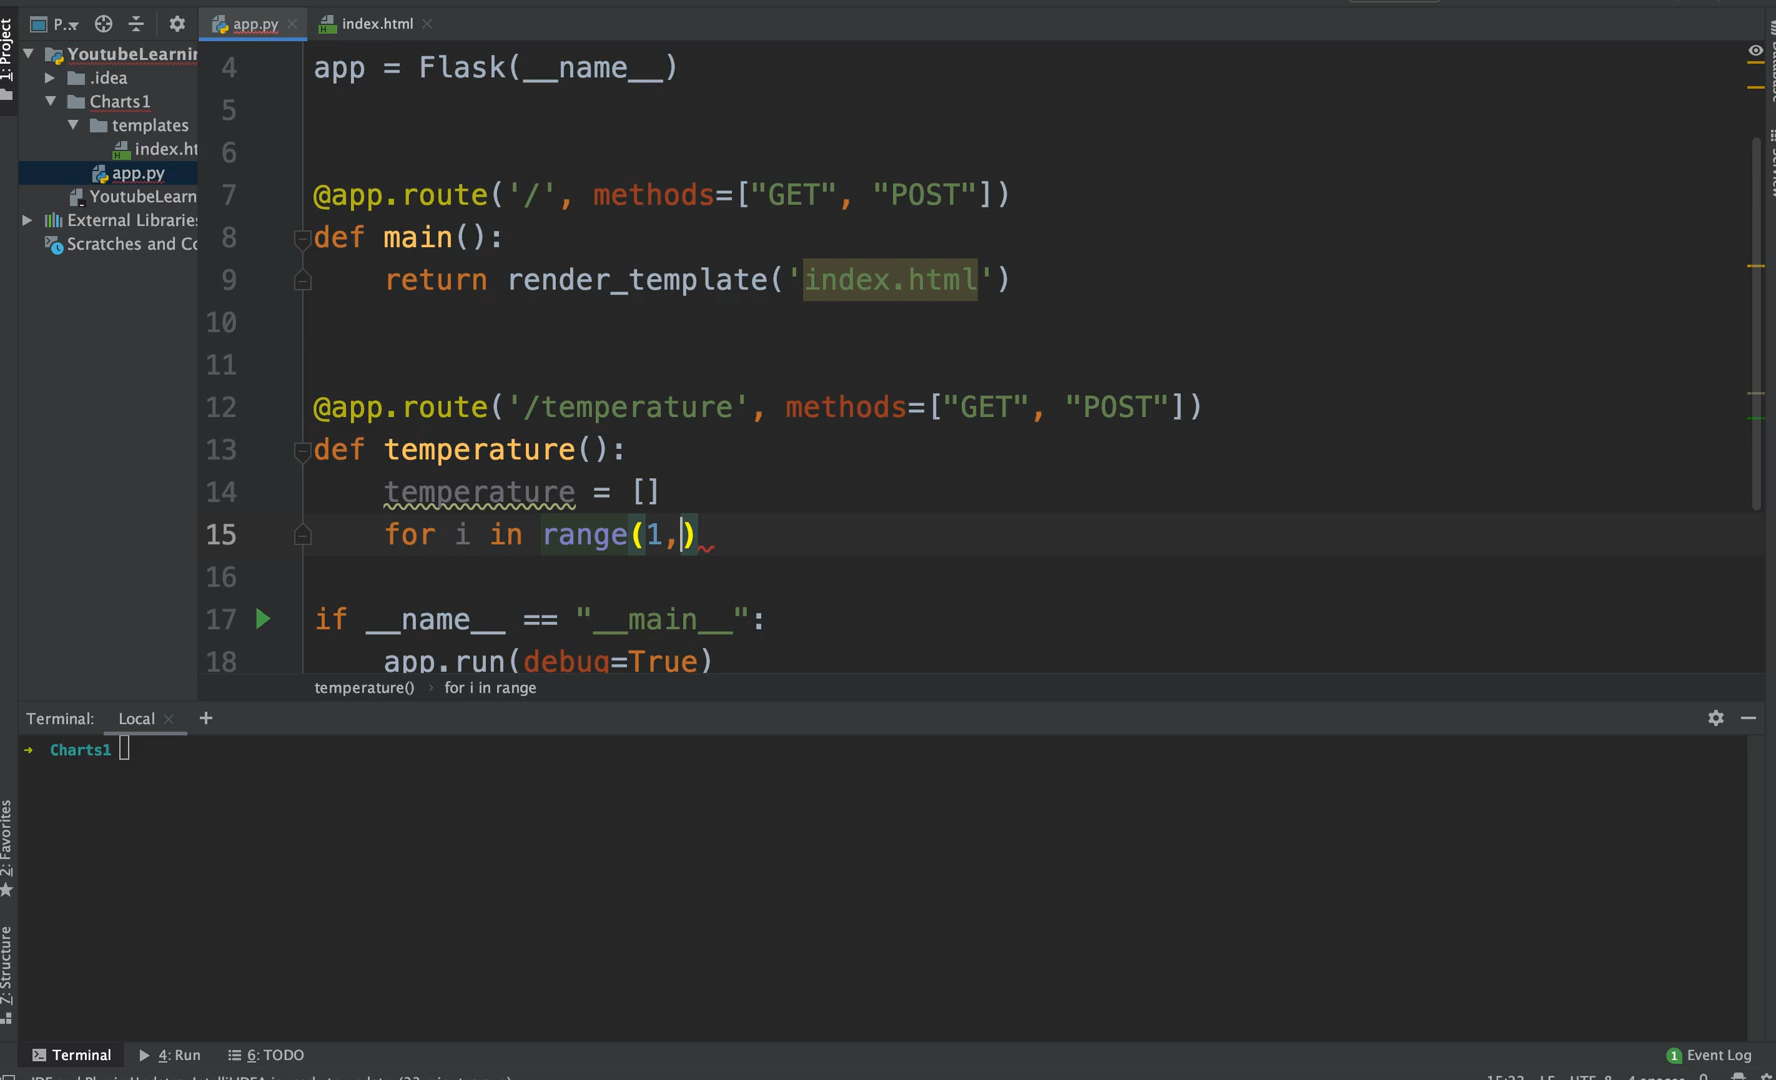 P...
app.py
index.html
1: Project
YoutubeLearnin
.idea
Charts1
templates
index.ht
app.py
YoutubeLearn
External Libraries
Scratches and Co
4 app = Flask(__name__)
5
6
7 @app.route('/', methods=["GET", "POST"])
8 def main():
9 return render_template('index.html')
10
11
12 @app.route('/temperature', methods=["GET", "POST"])
13 def temperature():
14 temperature = []
15 for i in range(1,)
16
17 if __name__ == "__main__":
18 app.run(debug=True)
temperature() › for i in range
Terminal: Local +
→ Charts1
2: Favorites
7: Structure
Terminal 4: Run 6: TODO
1 Event Log